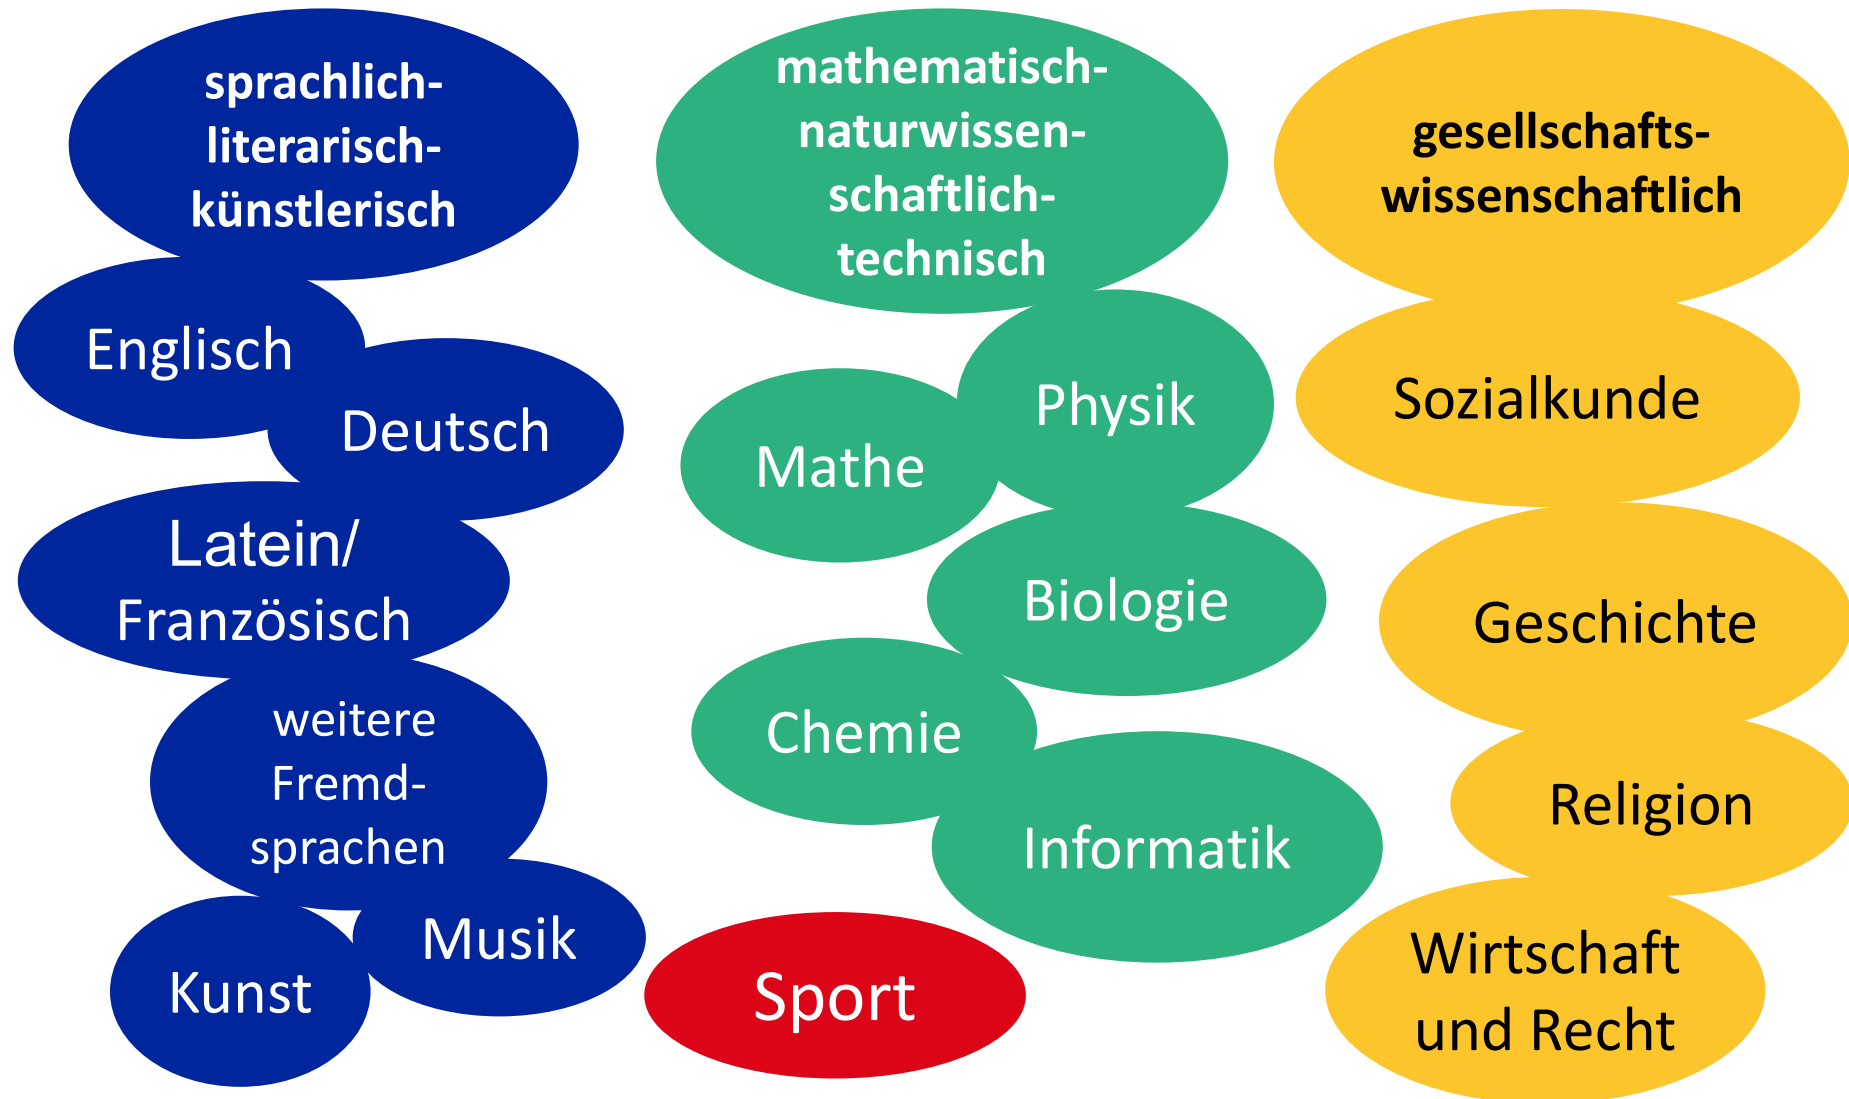 sprachlich-
literarisch-
künstlerisch
Englisch
Deutsch
Latein/
Französisch
weitere
Fremd-
sprachen
Musik
Kunst
mathematisch-
naturwissen-
schaftlich-
technisch
Physik
Mathe
Biologie
Chemie
Informatik
Sport
gesellschafts-
wissenschaftlich
Sozialkunde
Geschichte
Religion
Wirtschaft
und Recht